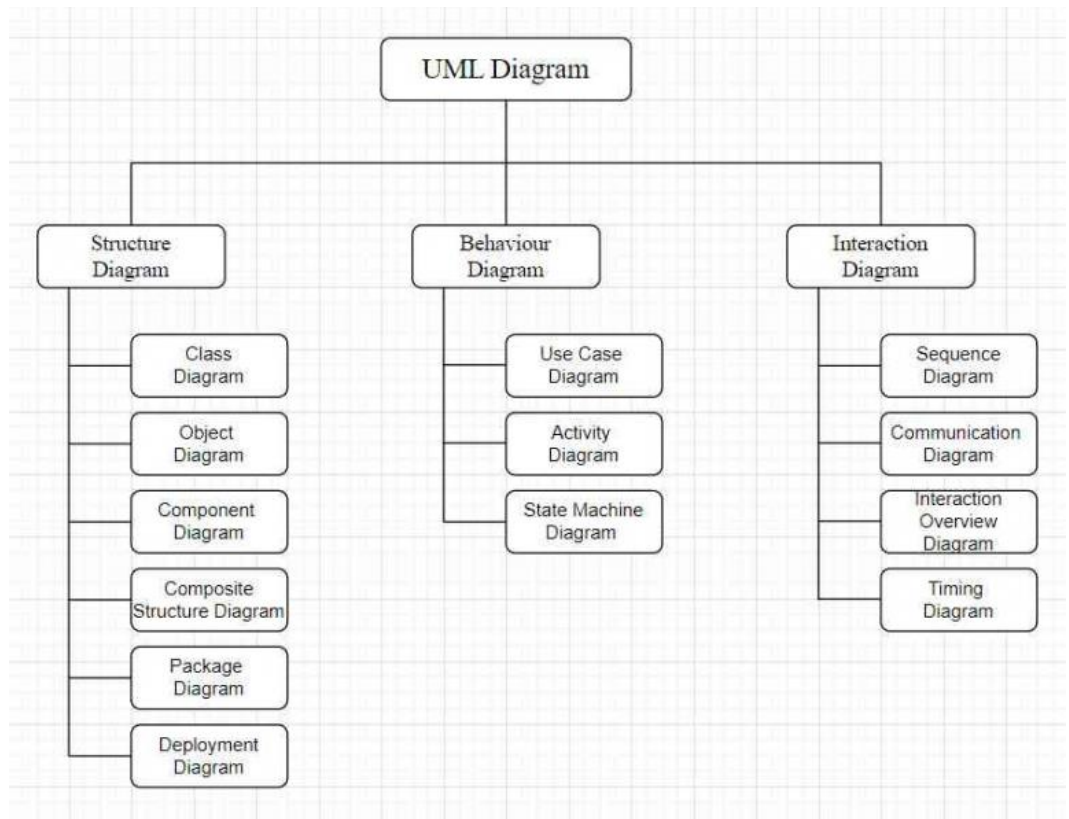 UML Diagram
Structure
Diagram
Behaviour
Diagram
Interaction
Diagram
Class
Diagram
Object
Diagram
Component
Diagram
Composite
Structure Diagram
Package
Diagram
Deployment
Diagram
Use Case
Diagram
Activity
Diagram
State Machine
Diagram
Sequence
Diagram
Communication
Diagram
Interaction
Overview
Diagram
Timing
Diagram